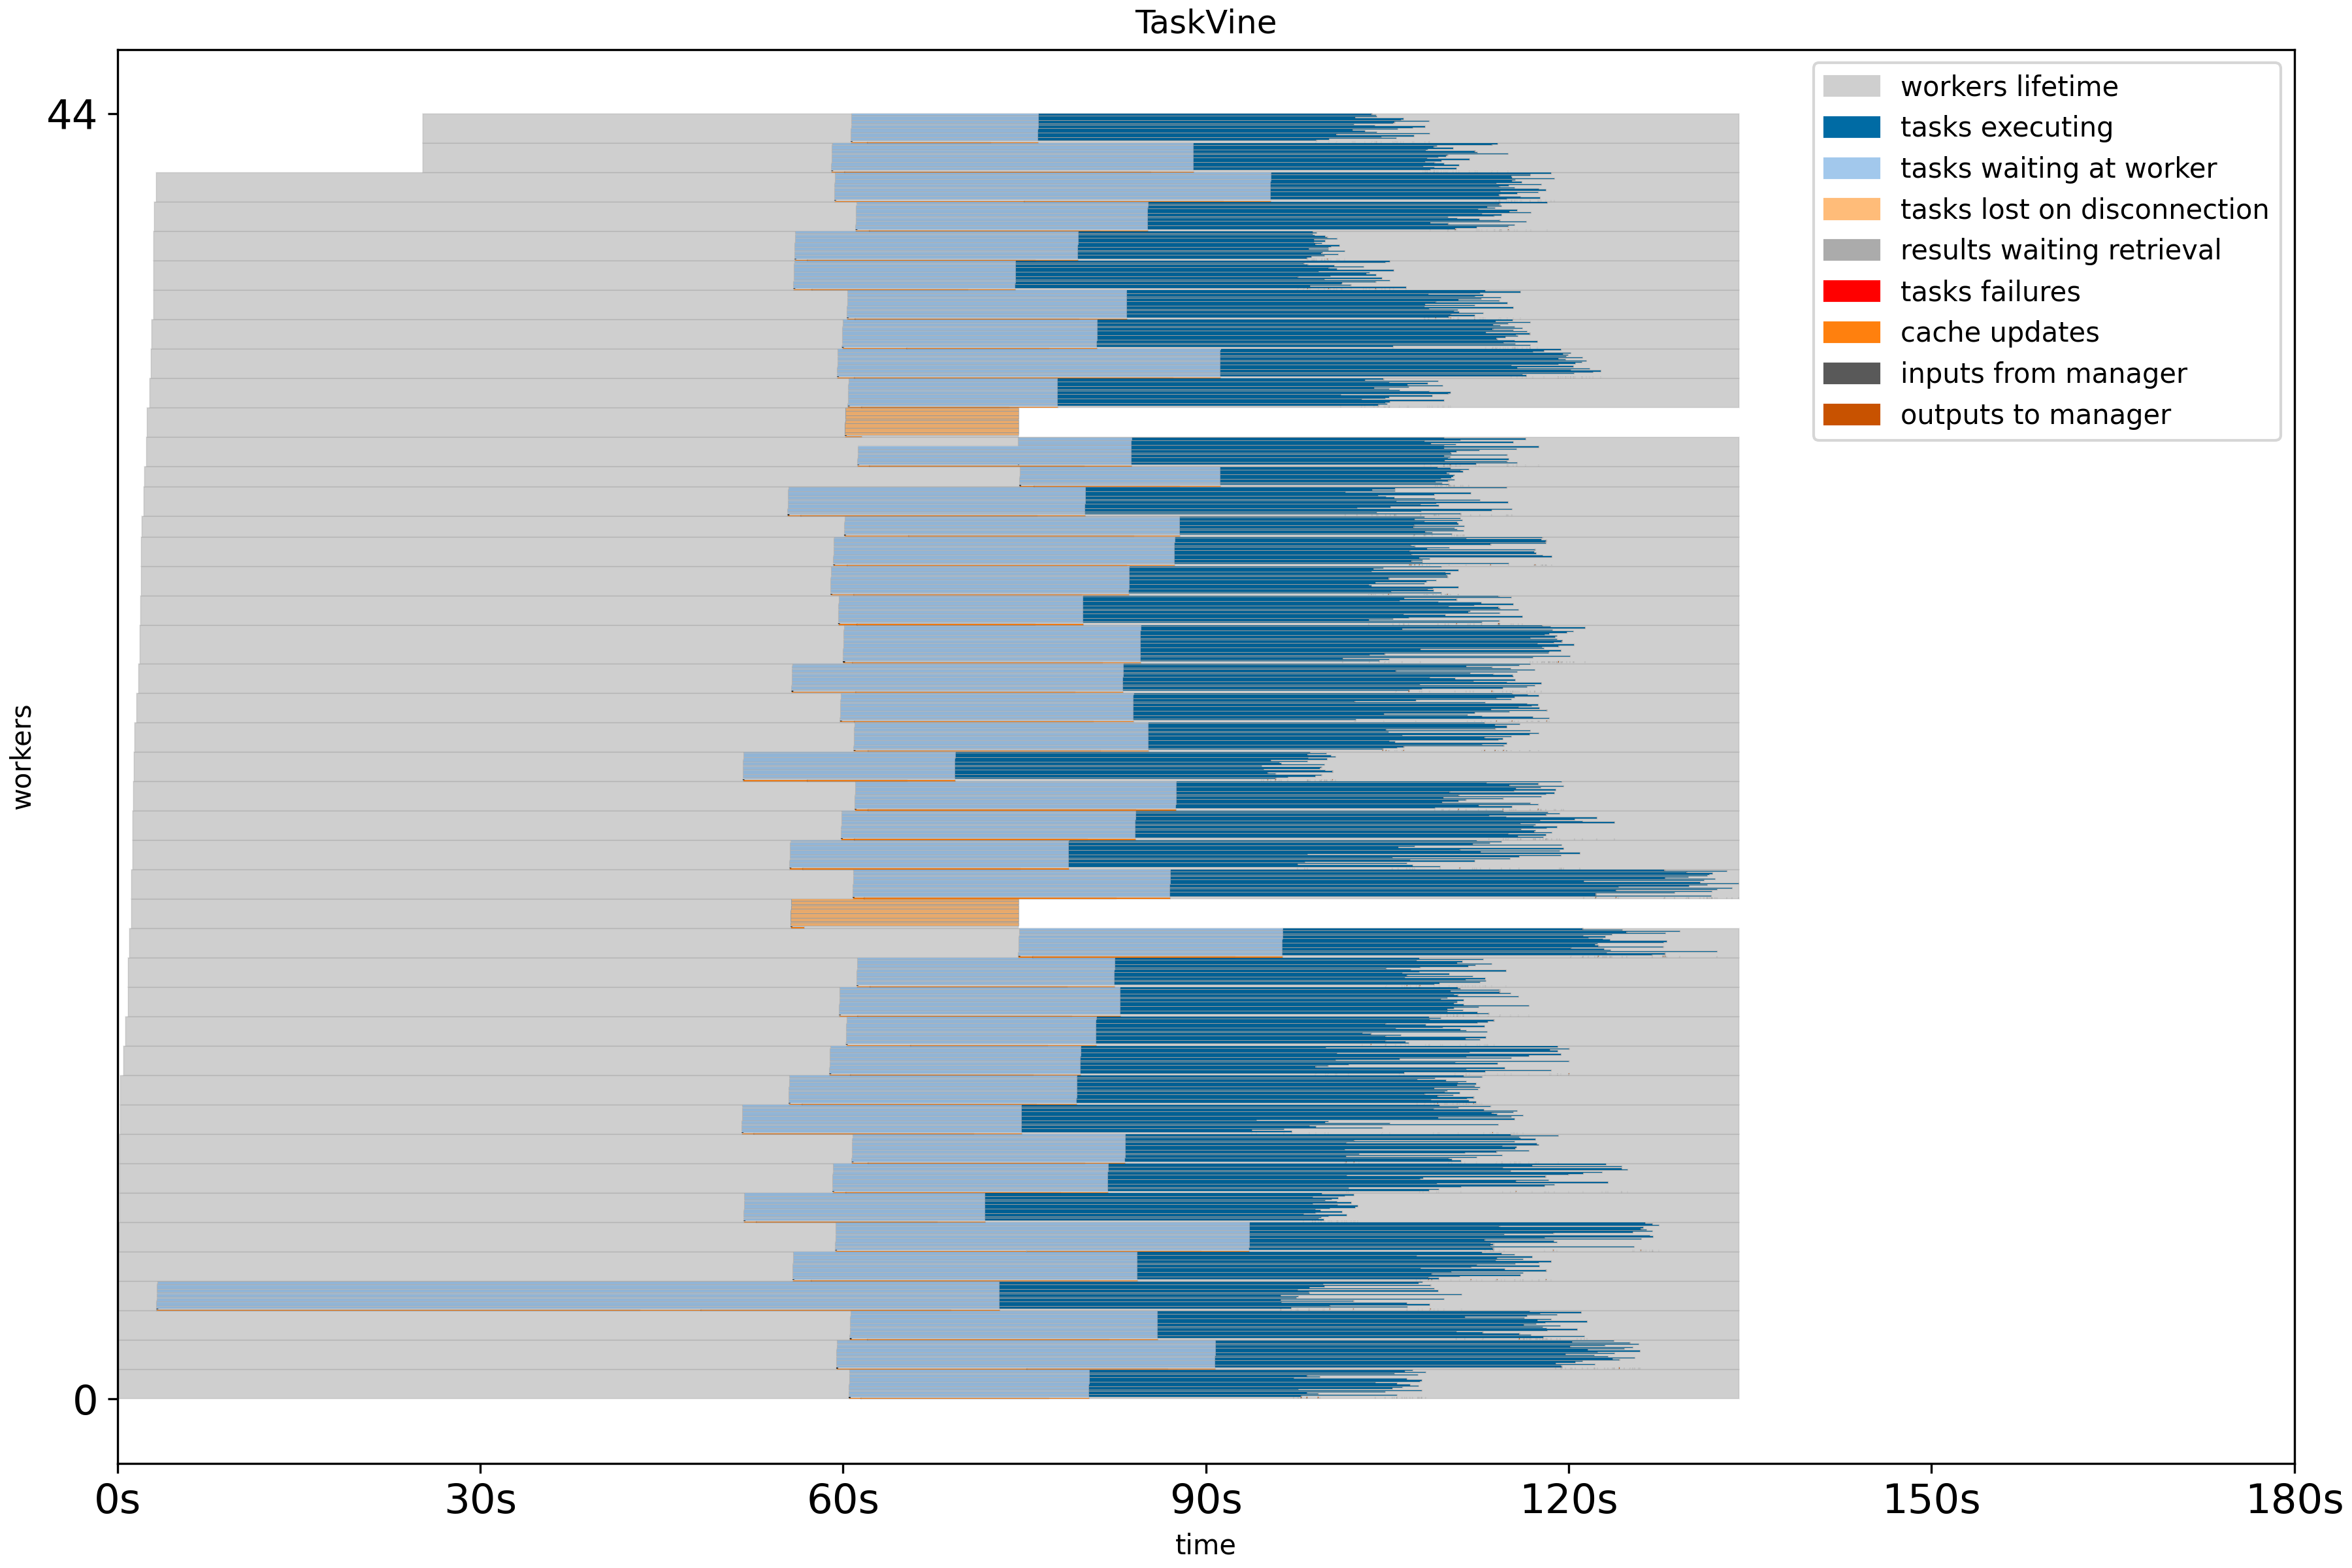 TaskVine
44
0
workers
workers lifetime
tasks executing
tasks waiting at worker
tasks lost on disconnection
results waiting retrieval
tasks failures
cache updates
inputs from manager
outputs to manager
0s 30s 60s 90s 120s 150s 180s
time